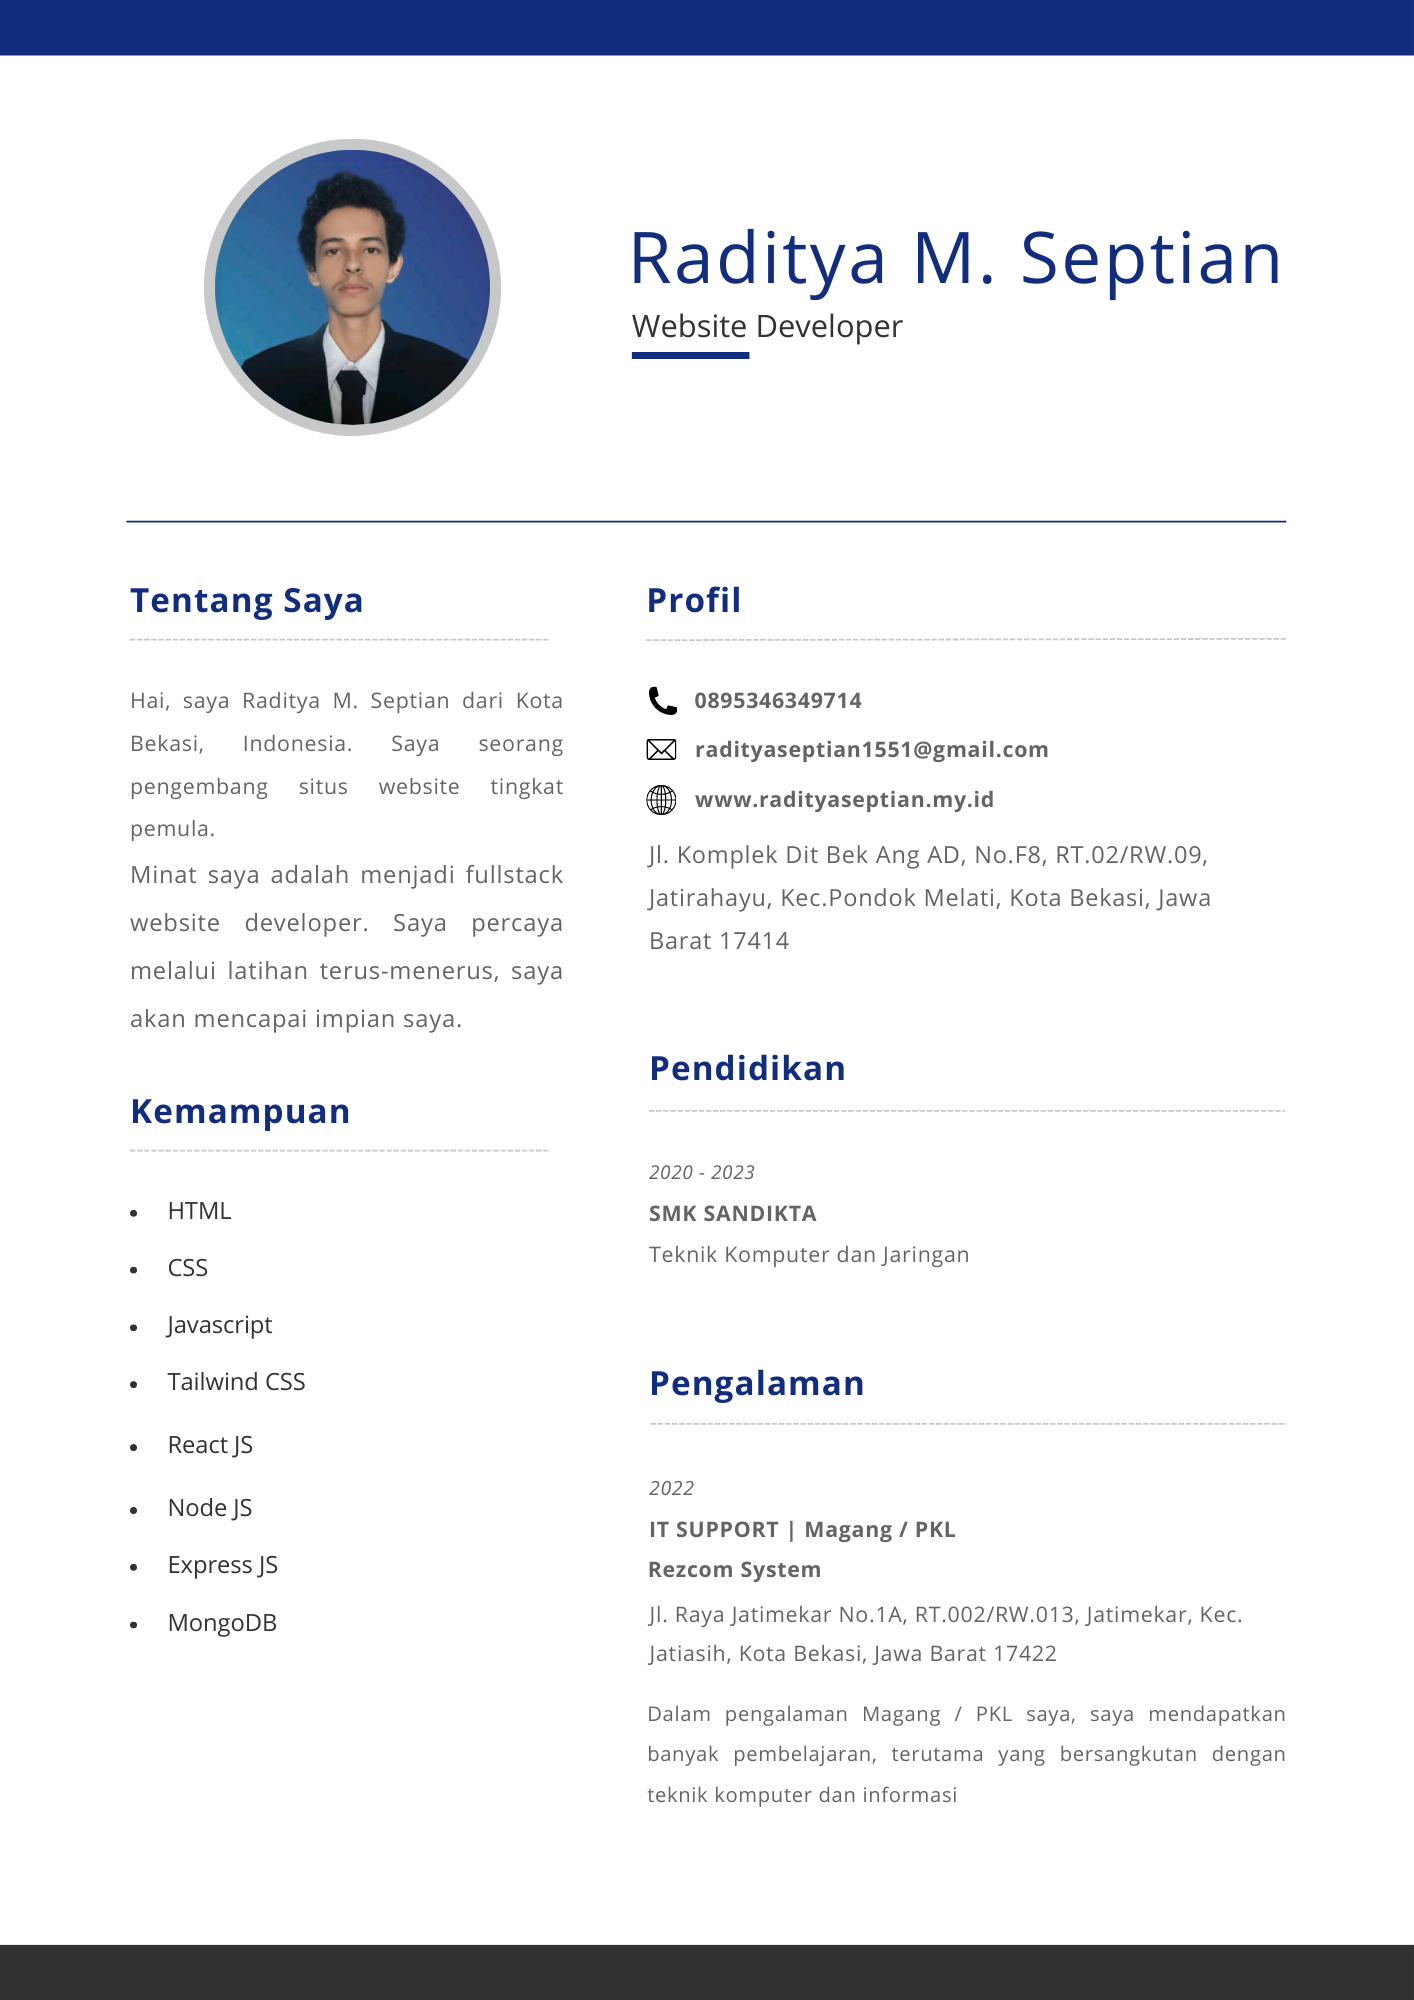 Raditya M. Septian
Website Developer
Tentang Saya
Hai, saya Raditya M. Septian dari Kota
Bekasi, Indonesia. Saya seorang
pengembang situs website tingkat
pemula.
Minat saya adalah menjadi fullstack
website developer. Saya percaya
melalui latihan terus-menerus, saya
akan mencapai impian saya.
Kemampuan
• HTML
• CSS
• Javascript
• Tailwind CSS
• React JS
• Node JS
• Express JS
• MongoDB
Profil
0895346349714
radityaseptian1551@gmail.com
www.radityaseptian.my.id
Jl. Komplek Dit Bek Ang AD, No.F8, RT.02/RW.09,
Jatirahayu, Kec.Pondok Melati, Kota Bekasi, Jawa
Barat 17414
Pendidikan
2020 - 2023
SMK SANDIKTA
Teknik Komputer dan Jaringan
Pengalaman
2022
IT SUPPORT | Magang / PKL
Rezcom System
Jl. Raya Jatimekar No.1A, RT.002/RW.013, Jatimekar, Kec.
Jatiasih, Kota Bekasi, Jawa Barat 17422
Dalam pengalaman Magang / PKL saya, saya mendapatkan
banyak pembelajaran, terutama yang bersangkutan dengan
teknik komputer dan informasi